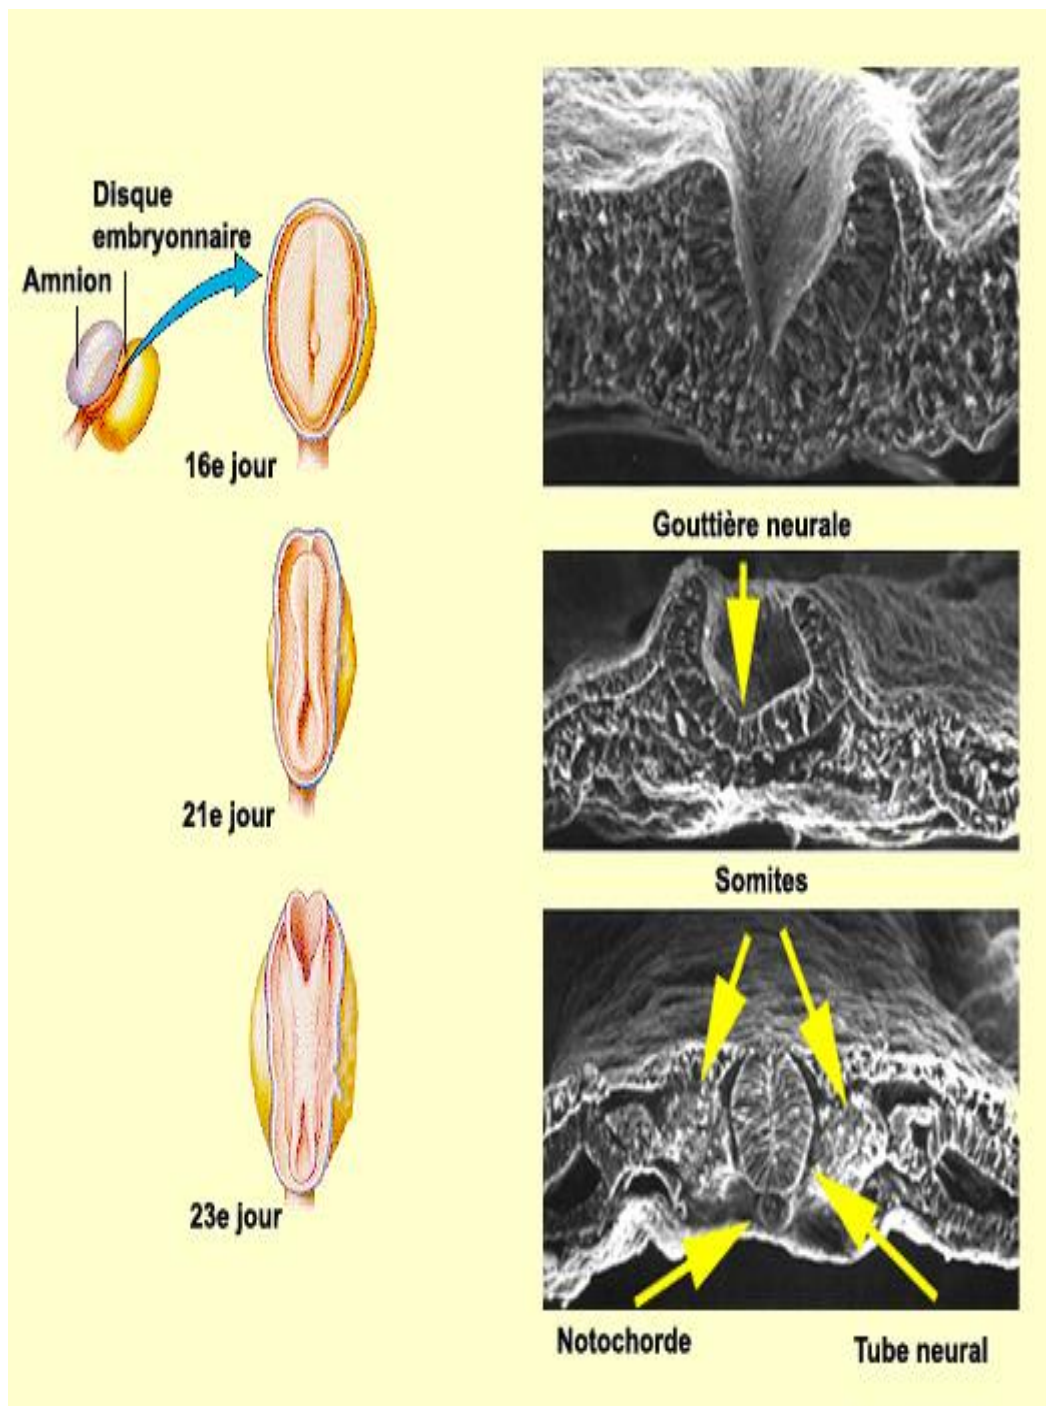 Disque
embryonnaire
Amnion
16e jour
Gouttière neurale
21e jour
Somites
23e jour
Notochorde
Tube neural